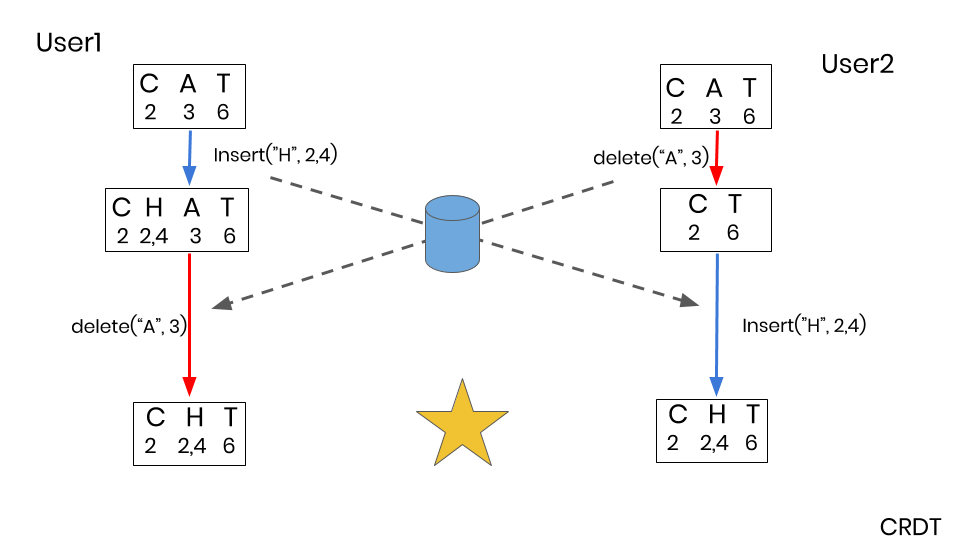 User1
User2
C A T
2 3 6
C A T
2 3 6
Insert(”H”, 2,4)
delete(“A”, 3)
C H A T
2 2,4 3 6
C T
2 6
delete(“A”, 3)
Insert(”H”, 2,4)
C H T
2 2,4 6
C H T
2 2,4 6
CRDT